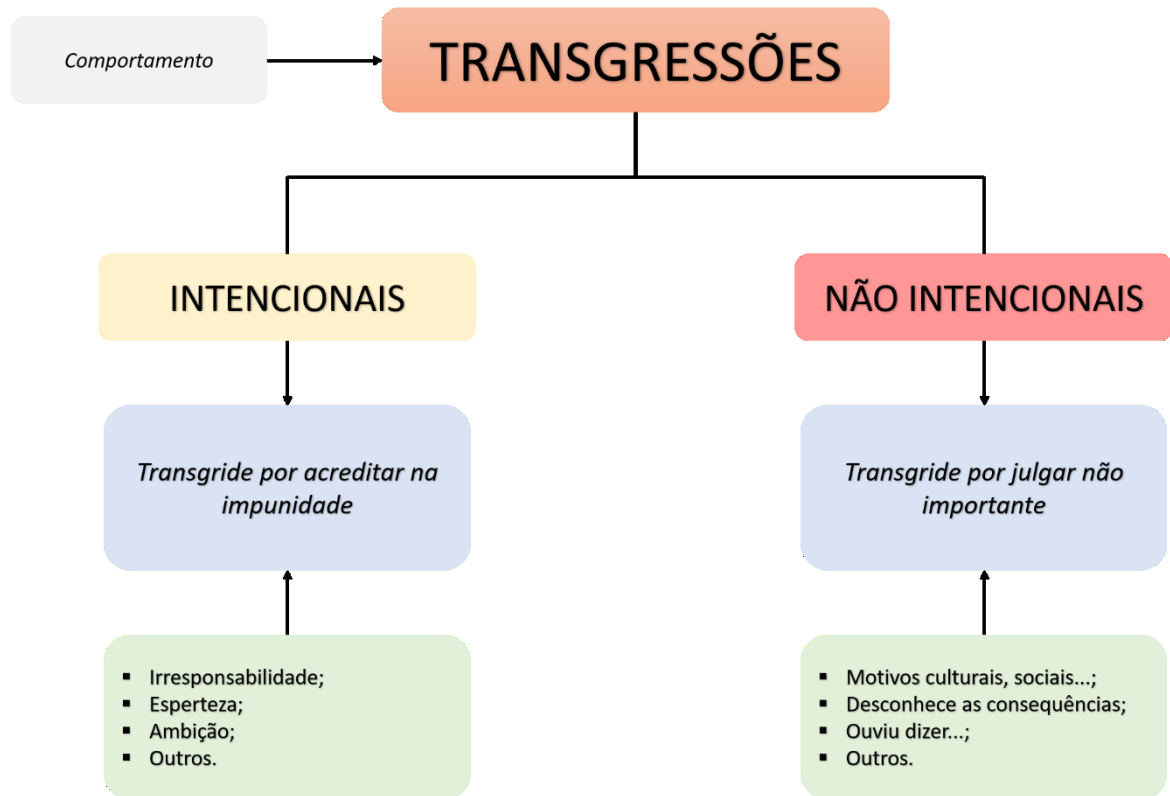 Comportamento
TRANSGRESSÕES
INTENCIONAIS
NÃO INTENCIONAIS
Transgride por acreditar na
impunidade
Transgride por julgar não
importante
▪ Irresponsabilidade;
▪ Esperteza;
▪ Ambição;
▪ Outros.
▪ Motivos culturais, sociais...;
▪ Desconhece as consequências;
▪ Ouviu dizer...;
▪ Outros.